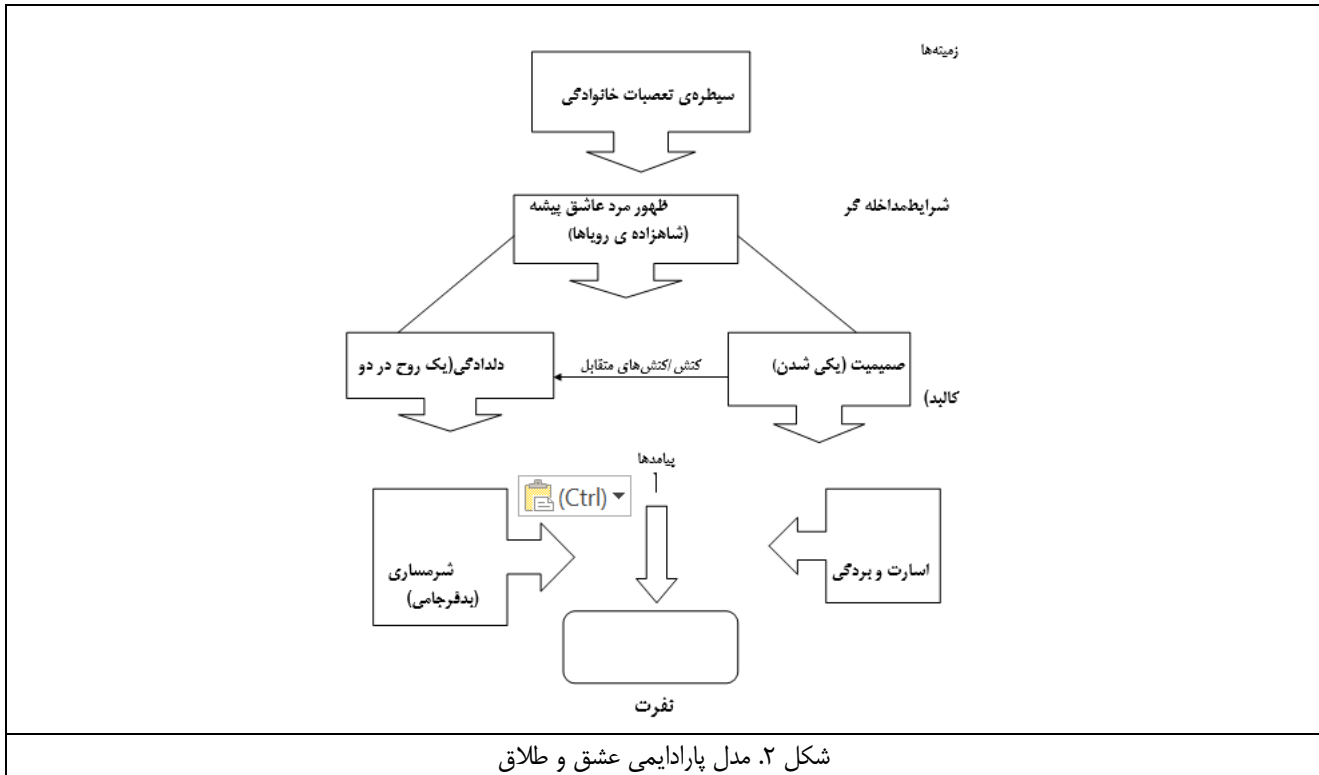 زمینه‌ها
سیطره‌ی تعصبات خانوادگی
شرایط‌مداخله گر
ظهور مرد عاشق پیشه
(شاهزاده ی رویاها)
صمیمیت (یکی شدن)
کنش/کنش‌های متقابل
دلدادگی(یک روح در دو
کالبد)
پیامدها
(Ctrl)
اسارت و بردگی
شرمساری
(بدفرجامی)
نفرت
شکل ۲. مدل پارادایمی عشق و طلاق